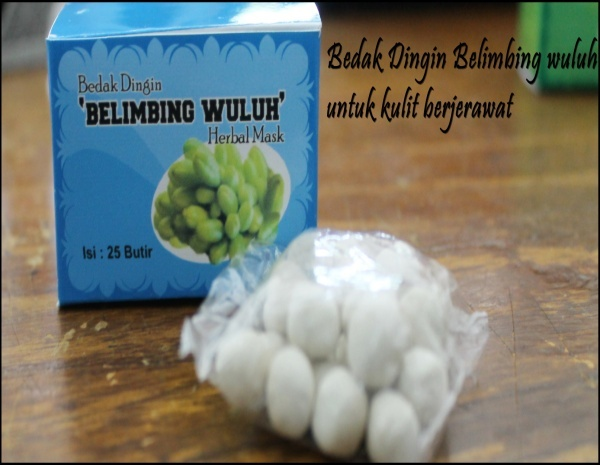 Bedak Dingin Belimbing wuluh
untuk kulit berjerawat
Bedak Dingin
'BELIMBING WULUH'
Herbal Mask
Isi : 25 Butir